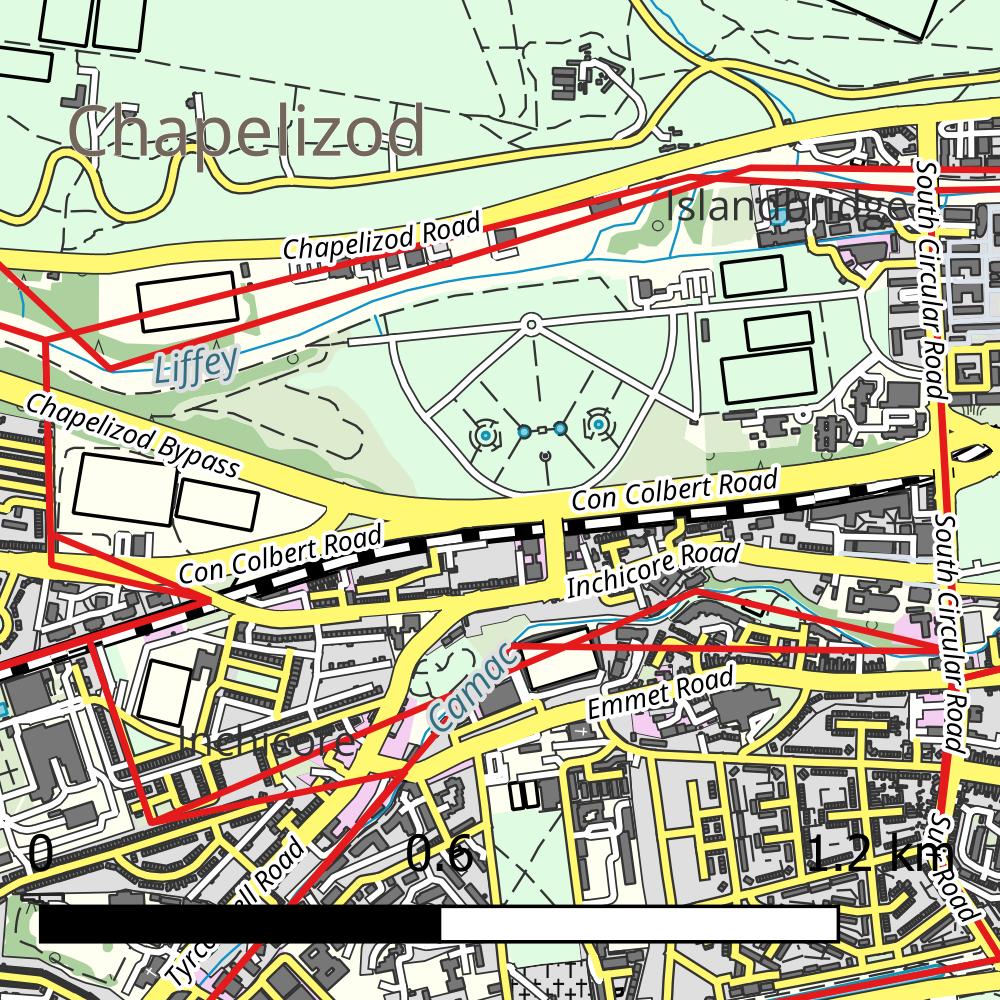 Chapelizod
Islandbridge
South Circular Road
Chapelizod Road
Liffey
Chapelizod Bypass
Con Colbert Road
Con Colbert Road
Inchicore Road
South Circular Road
Camac
Emmet Road
Inchicore
0
0.6
1.2 km
Road